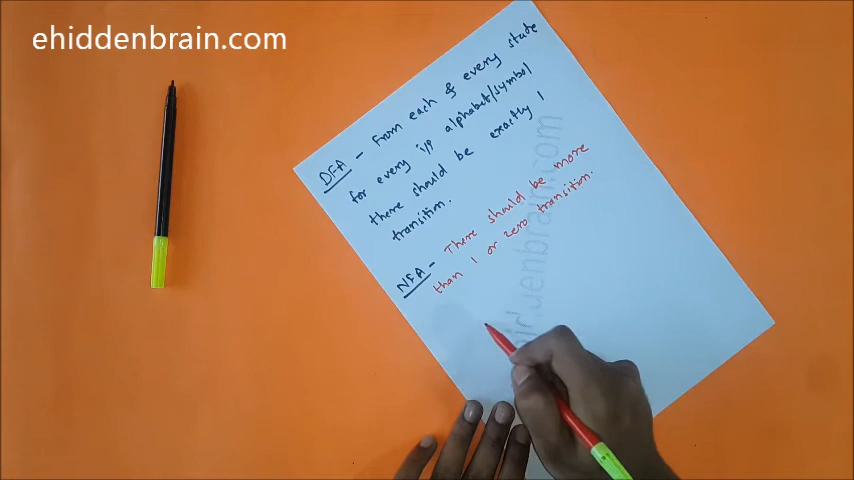 ehiddenbrain.com
DFA - From each & every state
for every i/p alphabet/symbol
there should be exactly 1
transition.
NFA - There should be more
than 1 or zero transition.